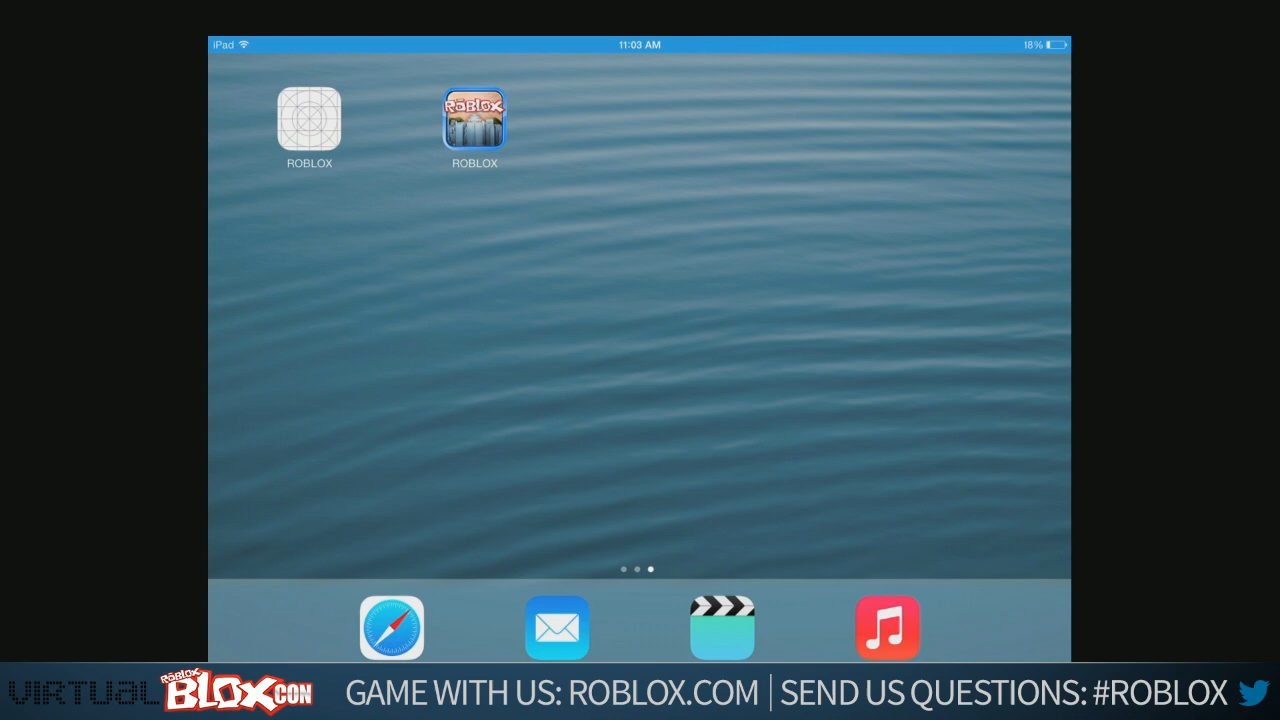 iPad
11:03 AM
18%
ROBLOX
ROBLOX
ROBLOX
VIRTUAL
ROBLOX
BLOXCON
GAME WITH US: ROBLOX.COM | SEND US QUESTIONS: #ROBLOX